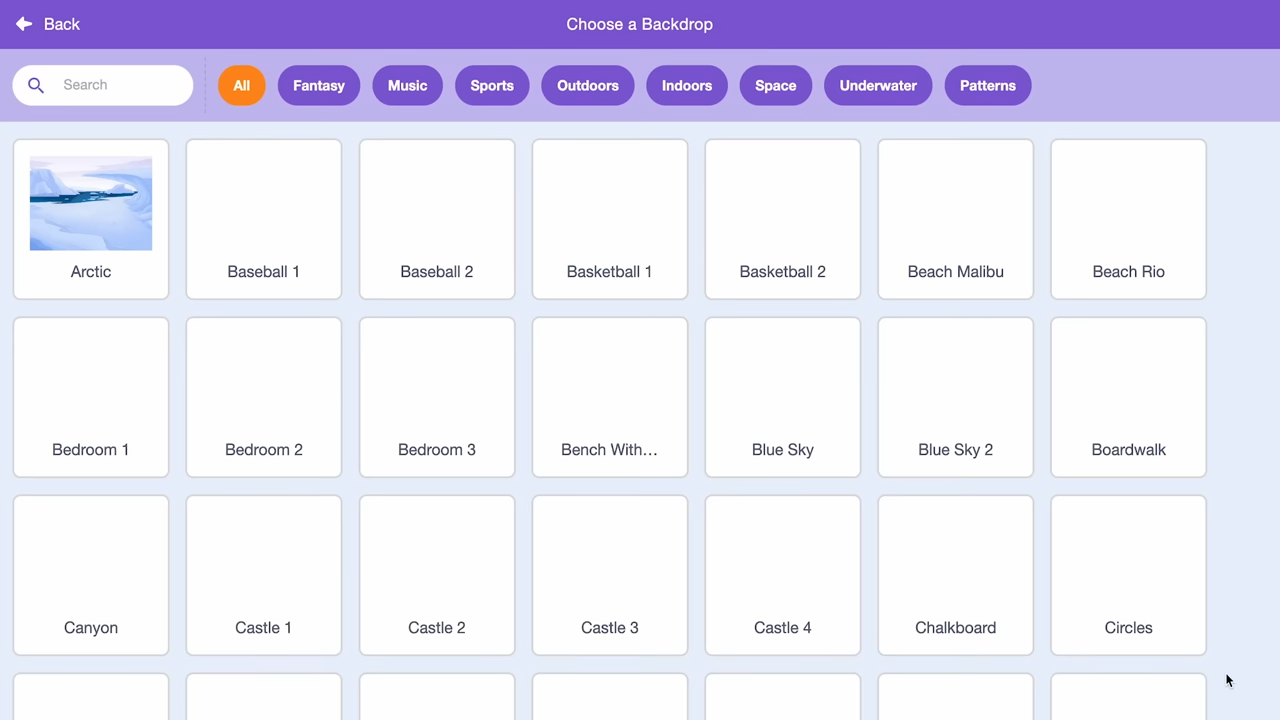 Back
Choose a Backdrop
Search
All
Fantasy
Music
Sports
Outdoors
Indoors
Space
Underwater
Patterns
Arctic
Baseball 1
Baseball 2
Basketball 1
Basketball 2
Beach Malibu
Beach Rio
Bedroom 1
Bedroom 2
Bedroom 3
Bench With...
Blue Sky
Blue Sky 2
Boardwalk
Canyon
Castle 1
Castle 2
Castle 3
Castle 4
Chalkboard
Circles